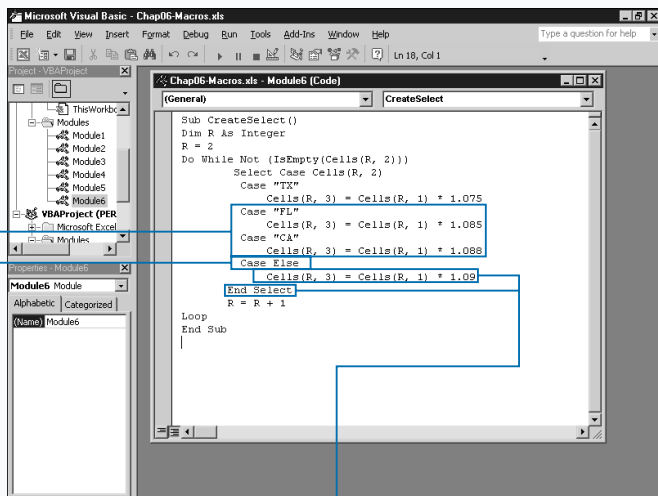 Microsoft Visual Basic - Chap06-Macros.xls
File Edit View Insert Format Debug Run Tools Add-Ins Window Help
Type a question for help
Ln 18, Col 1
Project - VBAProject
ThisWorkbo
Modules
Module1
Module2
Module3
Module4
Module5
Module6
VBAProject (PER
Microsoft Excel
Modules
Properties - Module6
Module6 Module
Alphabetic Categorized
(Name) Module6
Chap06-Macros.xls - Module6 (Code)
(General) CreateSelect
Sub CreateSelect()
Dim R As Integer
R = 2
Do While Not (IsEmpty(Cells(R, 2)))
Select Case Cells(R, 2)
Case "TX"
Cells(R, 3) = Cells(R, 1) * 1.075
Case "FL"
Cells(R, 3) = Cells(R, 1) * 1.085
Case "CA"
Cells(R, 3) = Cells(R, 1) * 1.088
Case Else
Cells(R, 3) = Cells(R, 1) * 1.09
End Select
R = R + 1
Loop
End Sub